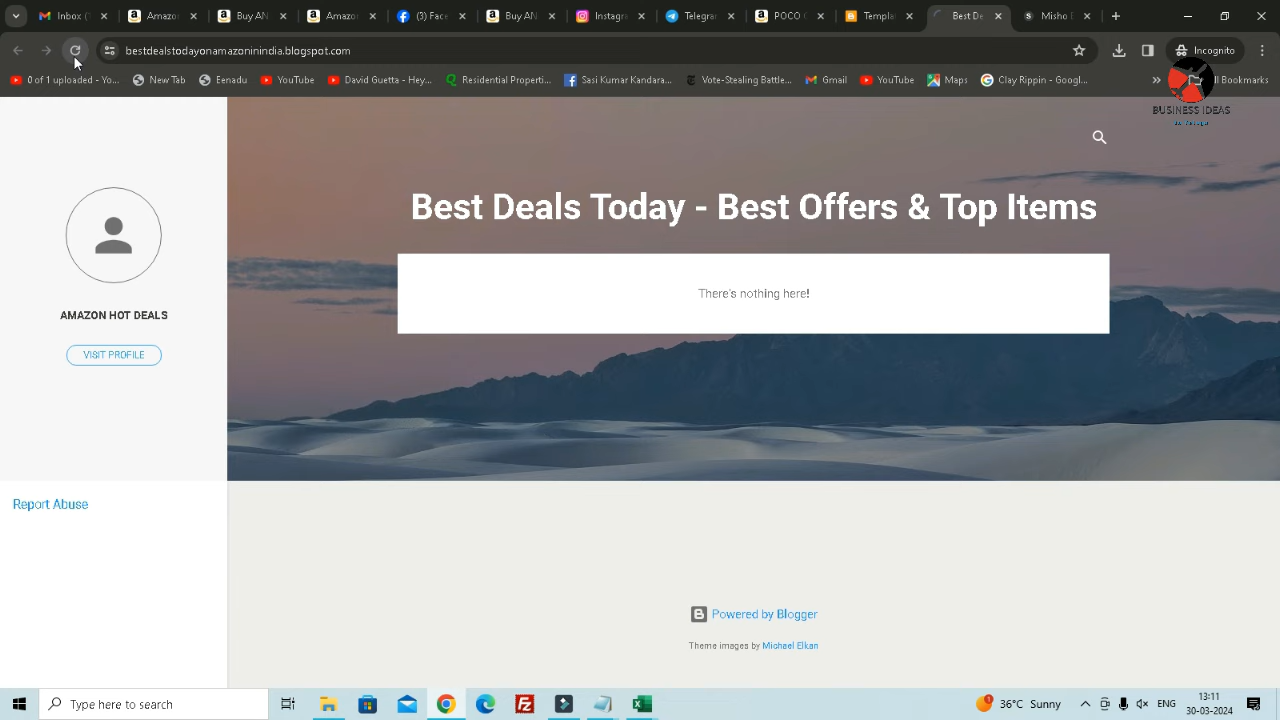 Inbox (
Amazon
Buy AN
Amazon
(3) Face
Buy AN
Instagra
Telegrar
POCO C
Templa
Best De
Misho E
bestdealstodayonamazoninindia.blogspot.com
Incognito
0 of 1 uploaded - Yo...
New Tab
Eenadu
YouTube
David Guetta - Hey...
Residential Properti...
Sasi Kumar Kandara...
Vote-Stealing Battle...
Gmail
YouTube
Maps
Clay Rippin - Googl...
ll Bookmarks
BUSINESS IDEAS
Best Deals Today - Best Offers & Top Items
There's nothing here!
AMAZON HOT DEALS
VISIT PROFILE
Report Abuse
Powered by Blogger
Theme images by Michael Elkan
Type here to search
36°C Sunny
ENG
13:11
30-03-2024